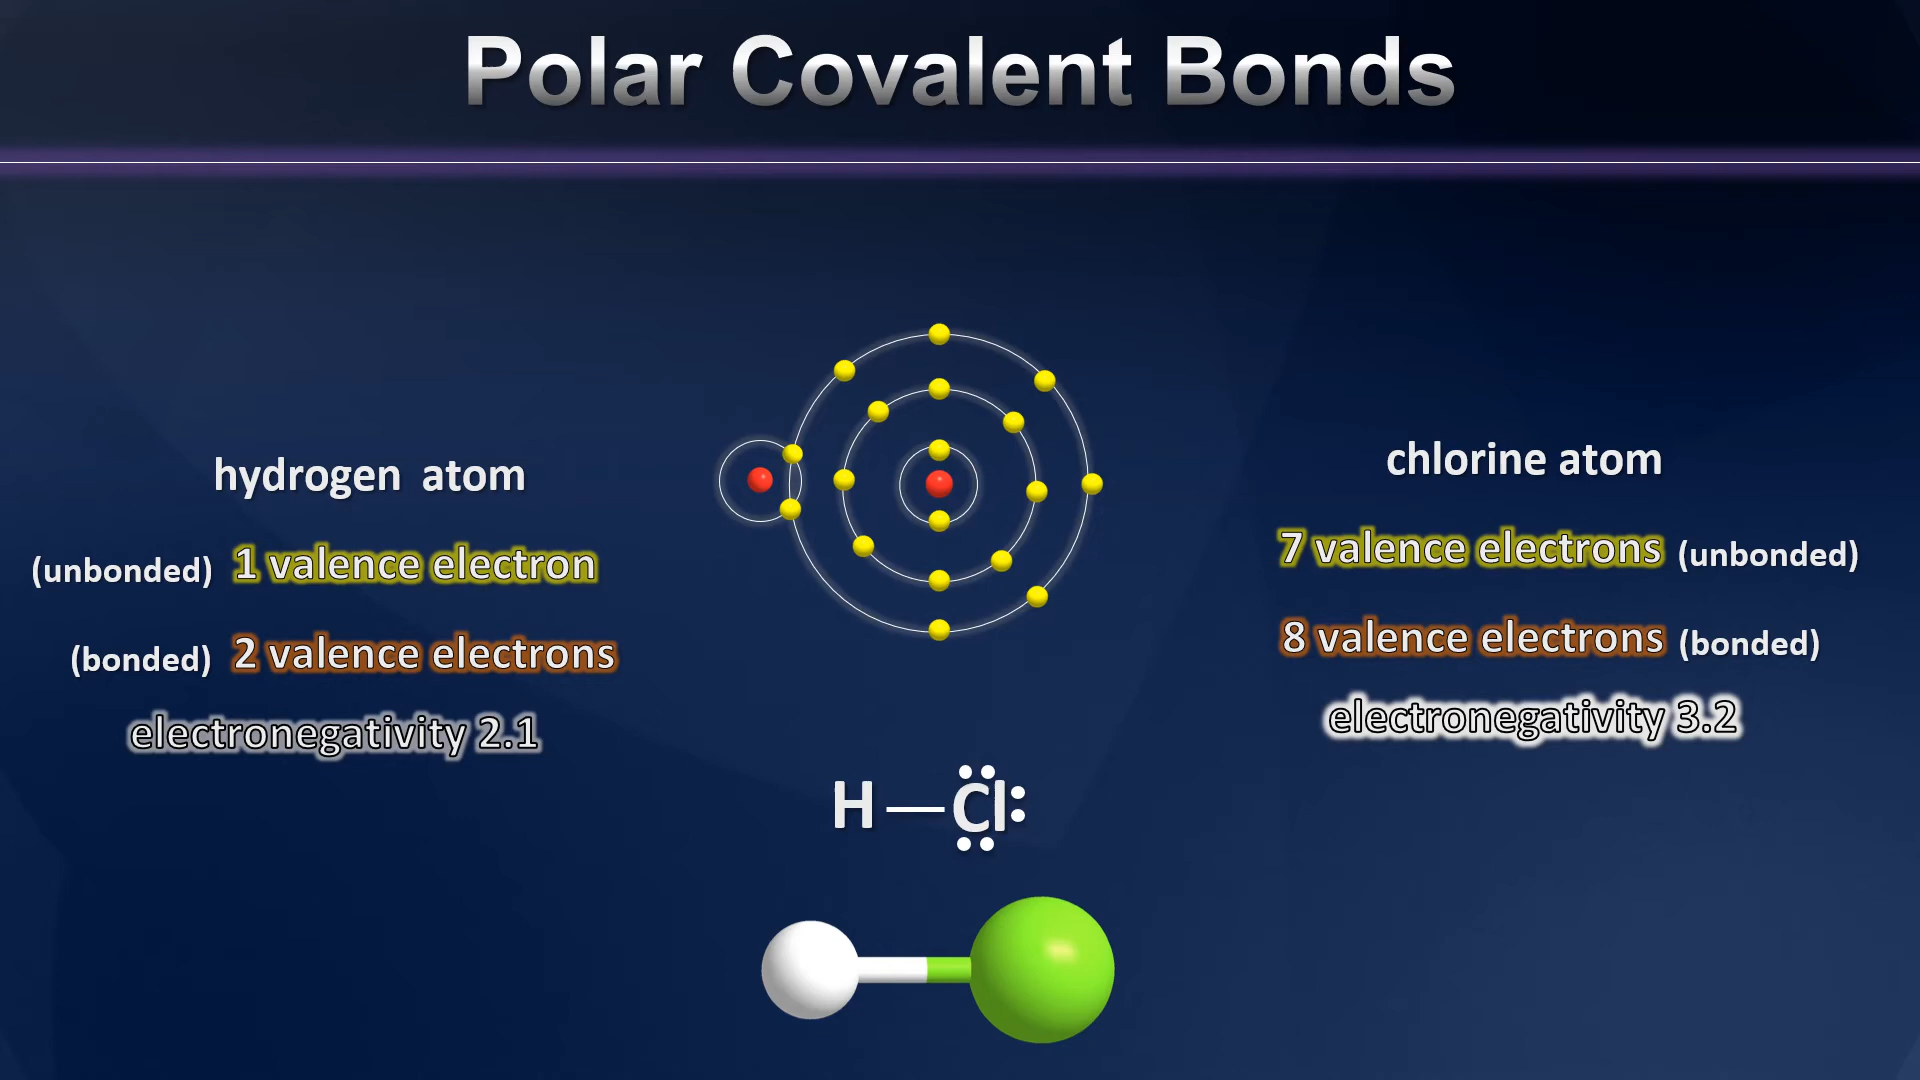 Polar Covalent Bonds
hydrogen atom
(unbonded) 1 valence electron
(bonded) 2 valence electrons
electronegativity 2.1
chlorine atom
7 valence electrons (unbonded)
8 valence electrons (bonded)
electronegativity 3.2
H — Cl